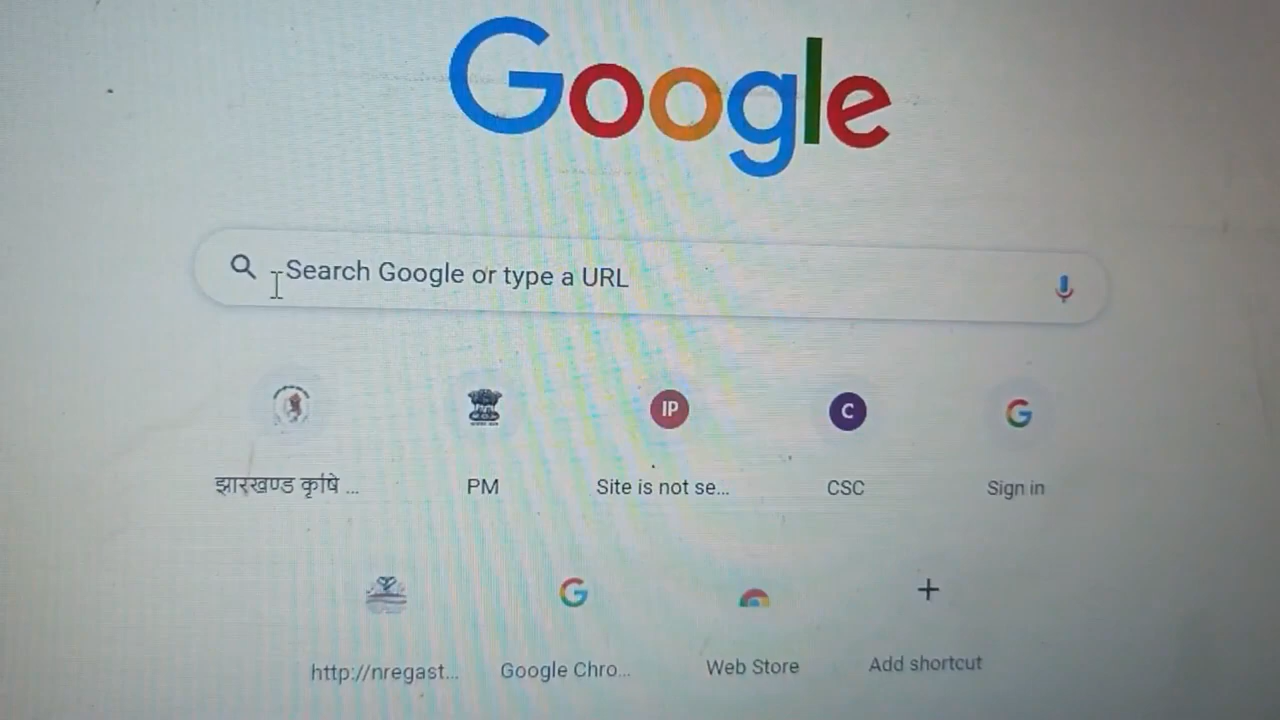 Google
Search Google or type a URL
IP
C
झारखण्ड कृषि ...
PM
Site is not se...
CSC
Sign in
http://nregast...
Google Chro...
Web Store
Add shortcut